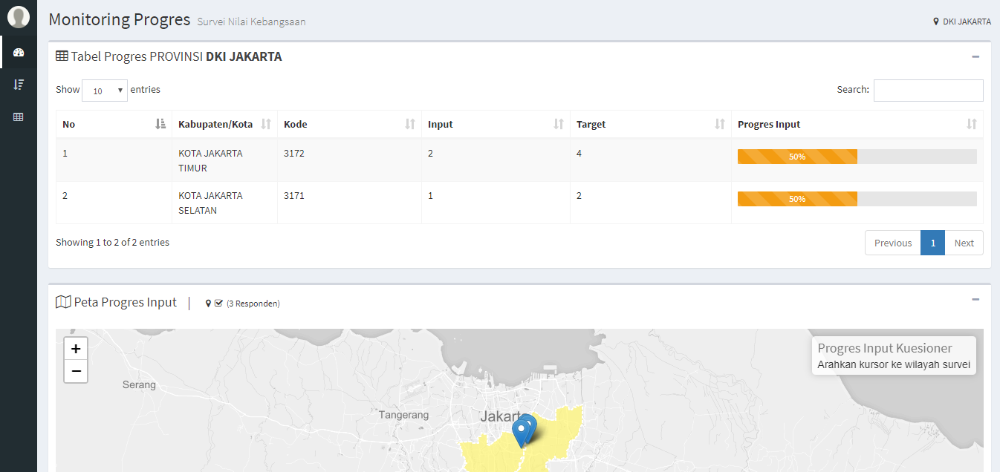 Monitoring Progres Survei Nilai Kebangsaan
DKI JAKARTA
Tabel Progres PROVINSI DKI JAKARTA
Show 10 entries
Search:
No Kabupaten/Kota Kode Input Target Progres Input
1 KOTA JAKARTA TIMUR 3172 2 4 50%
2 KOTA JAKARTA SELATAN 3171 1 2 50%
Showing 1 to 2 of 2 entries
Previous 1 Next
Peta Progres Input | (3 Responden)
+
−
Progres Input Kuesioner
Arahkan kursor ke wilayah survei
Serang
Tangerang
Jakart